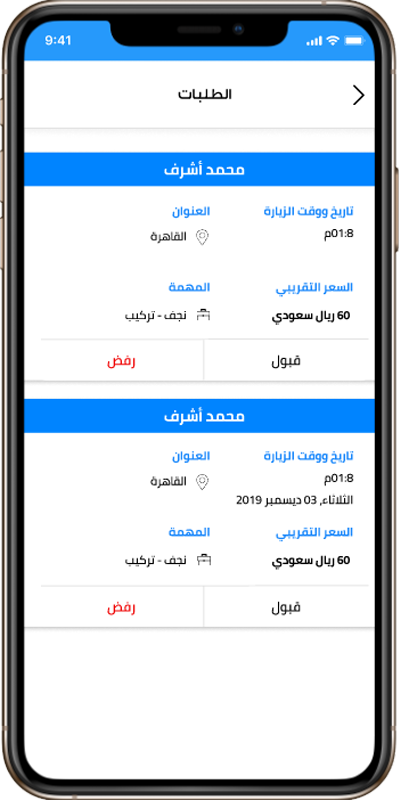 9:41
الطلبات
محمد أشرف
تاريخ ووقت الزيارة
العنوان
01:8م
القاهرة
السعر التقريبي
المهمة
60 ريال سعودي
نجف - تركيب
قبول
رفض
محمد أشرف
تاريخ ووقت الزيارة
العنوان
01:8م
القاهرة
الثلاثاء, 03 ديسمبر 2019
السعر التقريبي
المهمة
60 ريال سعودي
نجف - تركيب
قبول
رفض